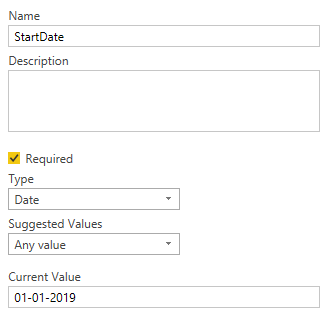 Name
StartDate
Description
Required
Type
Date
Suggested Values
Any value
Current Value
01-01-2019